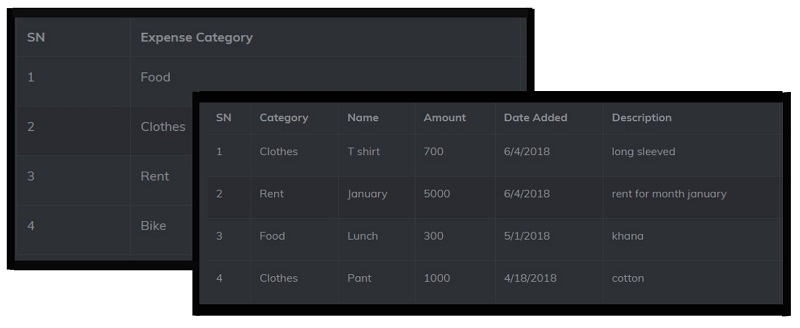 SN Expense Category
1 Food
2 Clothes
3 Rent
4 Bike
SN Category Name Amount Date Added Description
1 Clothes T shirt 700 6/4/2018 long sleeved
2 Rent January 5000 6/4/2018 rent for month january
3 Food Lunch 300 5/1/2018 khana
4 Clothes Pant 1000 4/18/2018 cotton